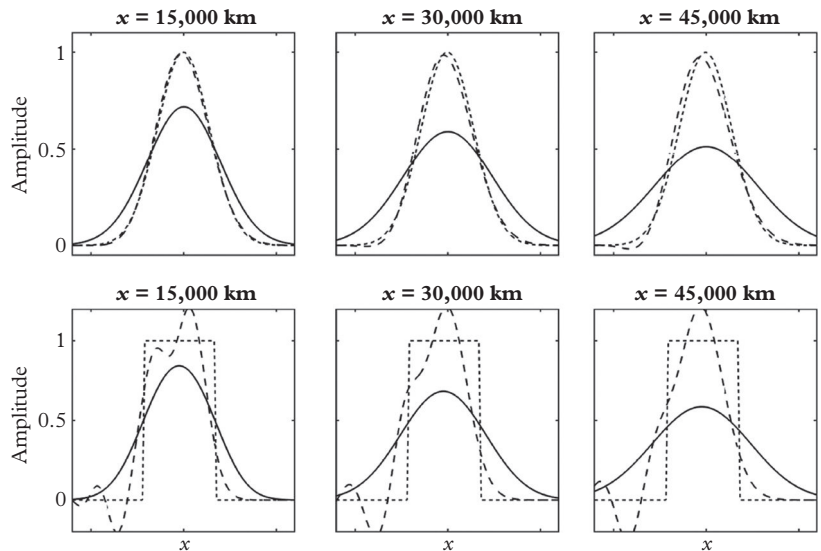 x = 15,000 km x = 30,000 km x = 45,000 km
1
0.5
0
Amplitude
x = 15,000 km x = 30,000 km x = 45,000 km
1
0.5
0
Amplitude
x x x